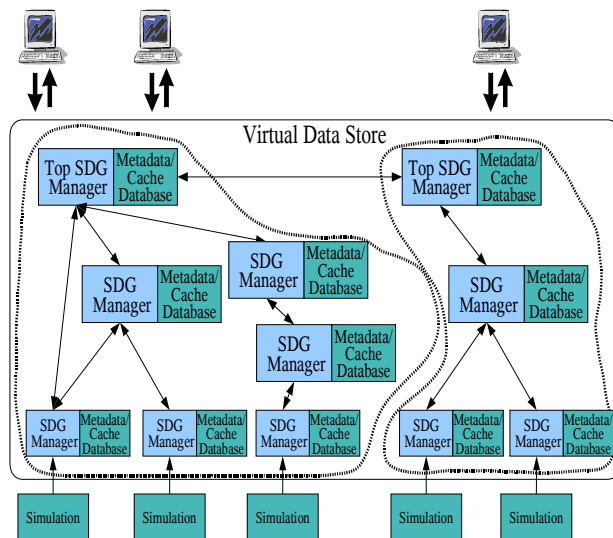 Virtual Data Store
Top SDG
Manager
Metadata/
Cache
Database
Top SDG
Manager
Metadata/
Cache
Database
SDG
Manager
Metadata/
Cache
Database
SDG
Manager
Metadata/
Cache
Database
SDG
Manager
Metadata/
Cache
Database
SDG
Manager
Metadata/
Cache
Database
SDG
Manager
Metadata/
Cache
Database
SDG
Manager
Metadata/
Cache
Database
SDG
Manager
Metadata/
Cache
Database
SDG
Manager
Metadata/
Cache
Database
SDG
Manager
Metadata/
Cache
Database
Simulation
Simulation
Simulation
Simulation
Simulation